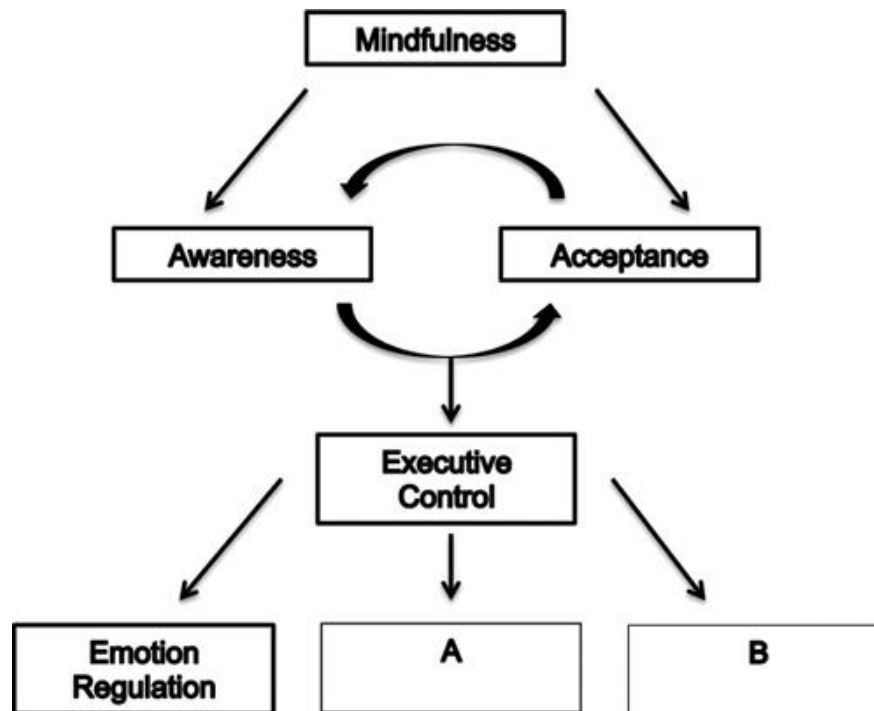 Mindfulness
Awareness
Acceptance
Executive
Control
Emotion
Regulation
A
B